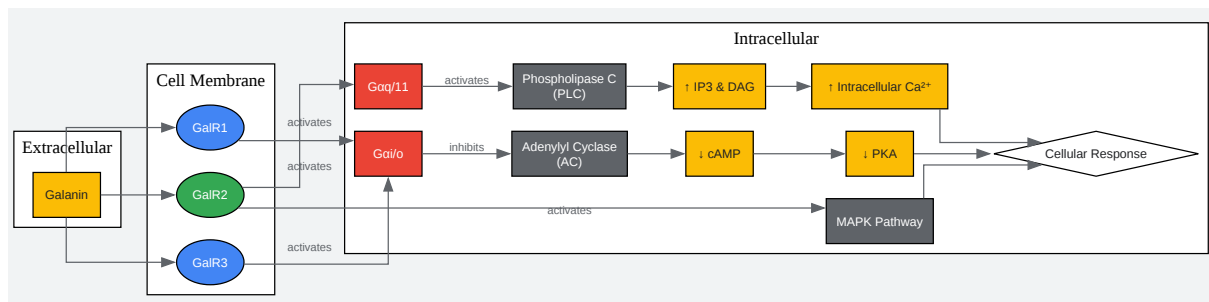 Intracellular
Cell Membrane
Extracellular
Galanin
GalR1
GalR2
GalR3
activates
activates
activates
activates
Gαq/11
activates
Phospholipase C
(PLC)
↑ IP3 & DAG
↑ Intracellular Ca²⁺
Gαi/o
inhibits
Adenylyl Cyclase
(AC)
↓ cAMP
↓ PKA
Cellular Response
MAPK Pathway